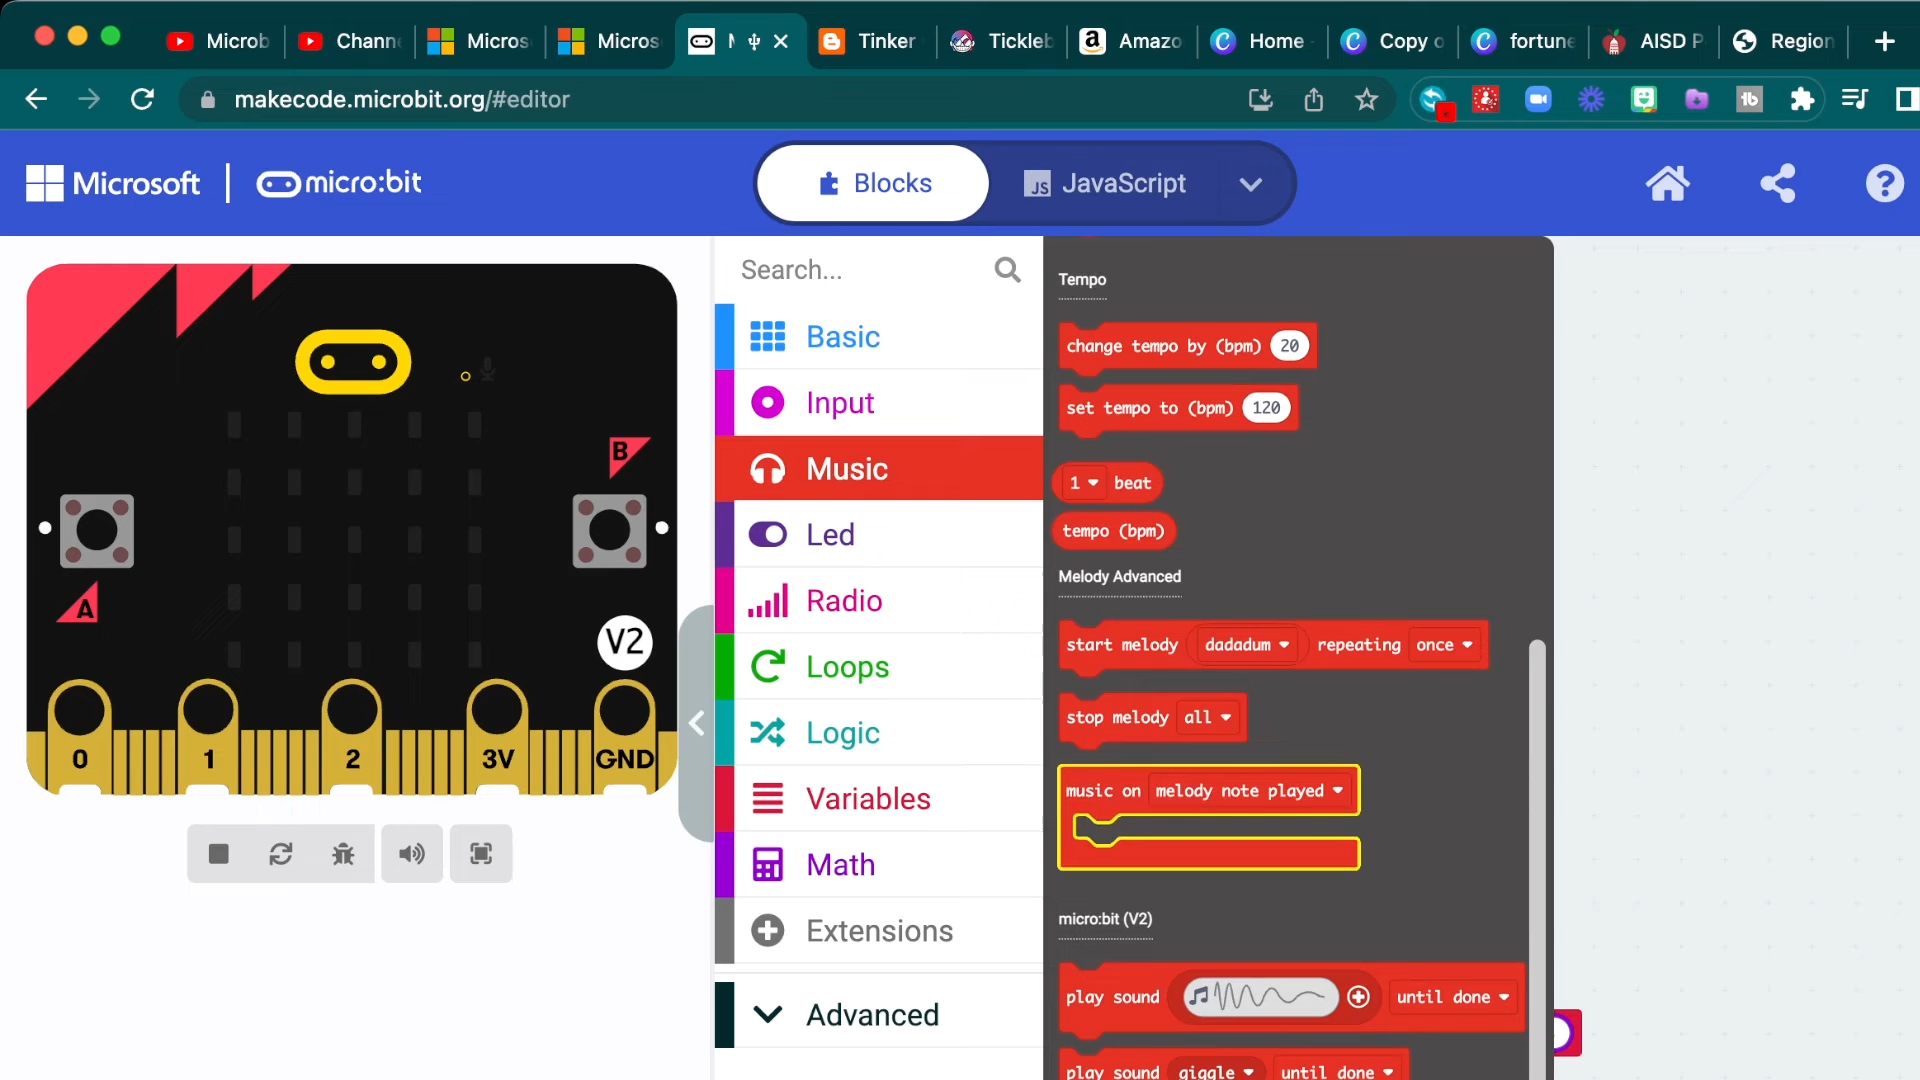 Microb
Chann
Micros
Micros
Tinker
Tickleb
Amazo
Home
Copy o
fortune
AISD P
Region
makecode.microbit.org/#editor
tb
Microsoft
micro:bit
Blocks
JS JavaScript
?
Search...
Basic
Input
Music
Led
Radio
Loops
Logic
Variables
Math
Extensions
Advanced
B
A
V2
0 1 2 3V GND
Tempo
change tempo by (bpm) 20
set tempo to (bpm) 120
1 beat
tempo (bpm)
Melody Advanced
start melody dadadum repeating once
stop melody all
music on melody note played
micro:bit (V2)
play sound until done
play sound giggle until done